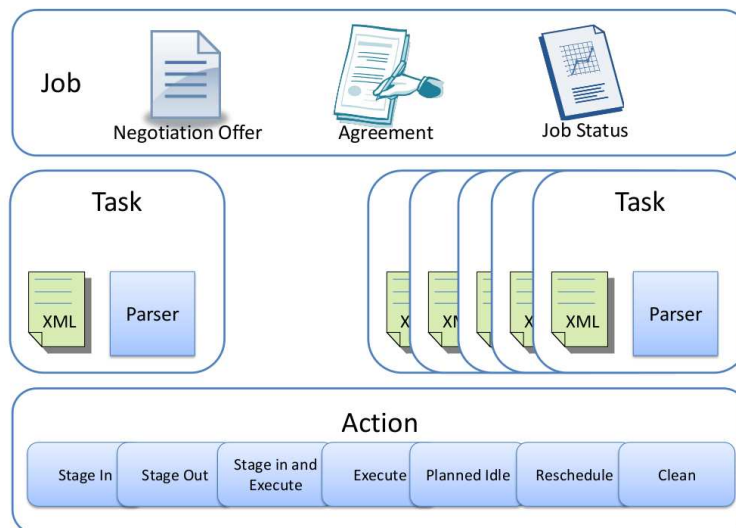 Job
Negotiation Offer
Agreement
Job Status
Task
Task
XML
Parser
X
XM
X
XML
Parser
Action
Stage In
Stage Out
Stage in and
Execute
Execute
Planned Idle
Reschedule
Clean